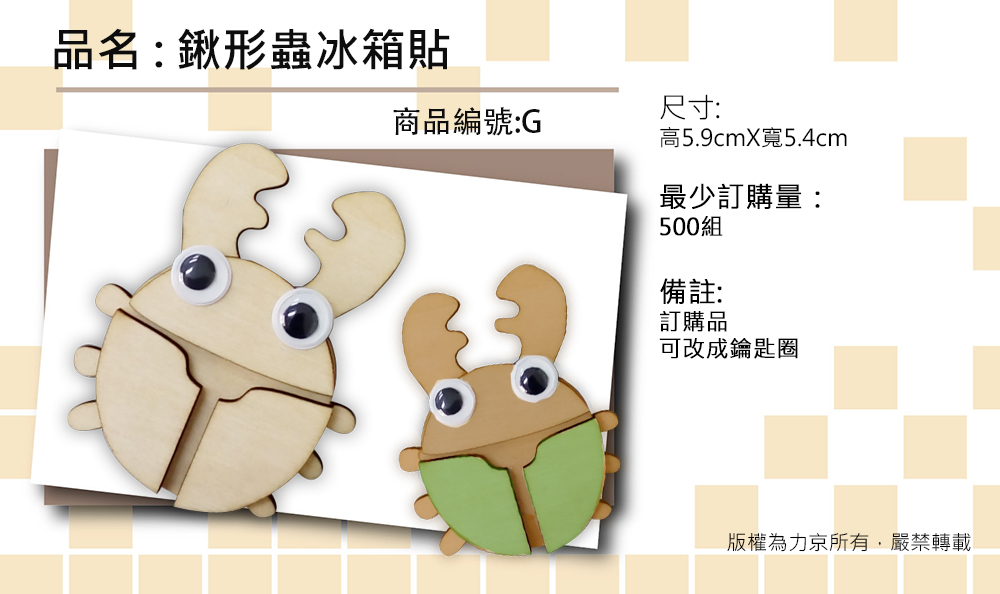 品名 : 鍬形蟲冰箱貼
商品編號:G
尺寸:
高5.9cmX寬5.4cm
最少訂購量：
500組
備註:
訂購品
可改成鑰匙圈
版權為力京所有，嚴禁轉載